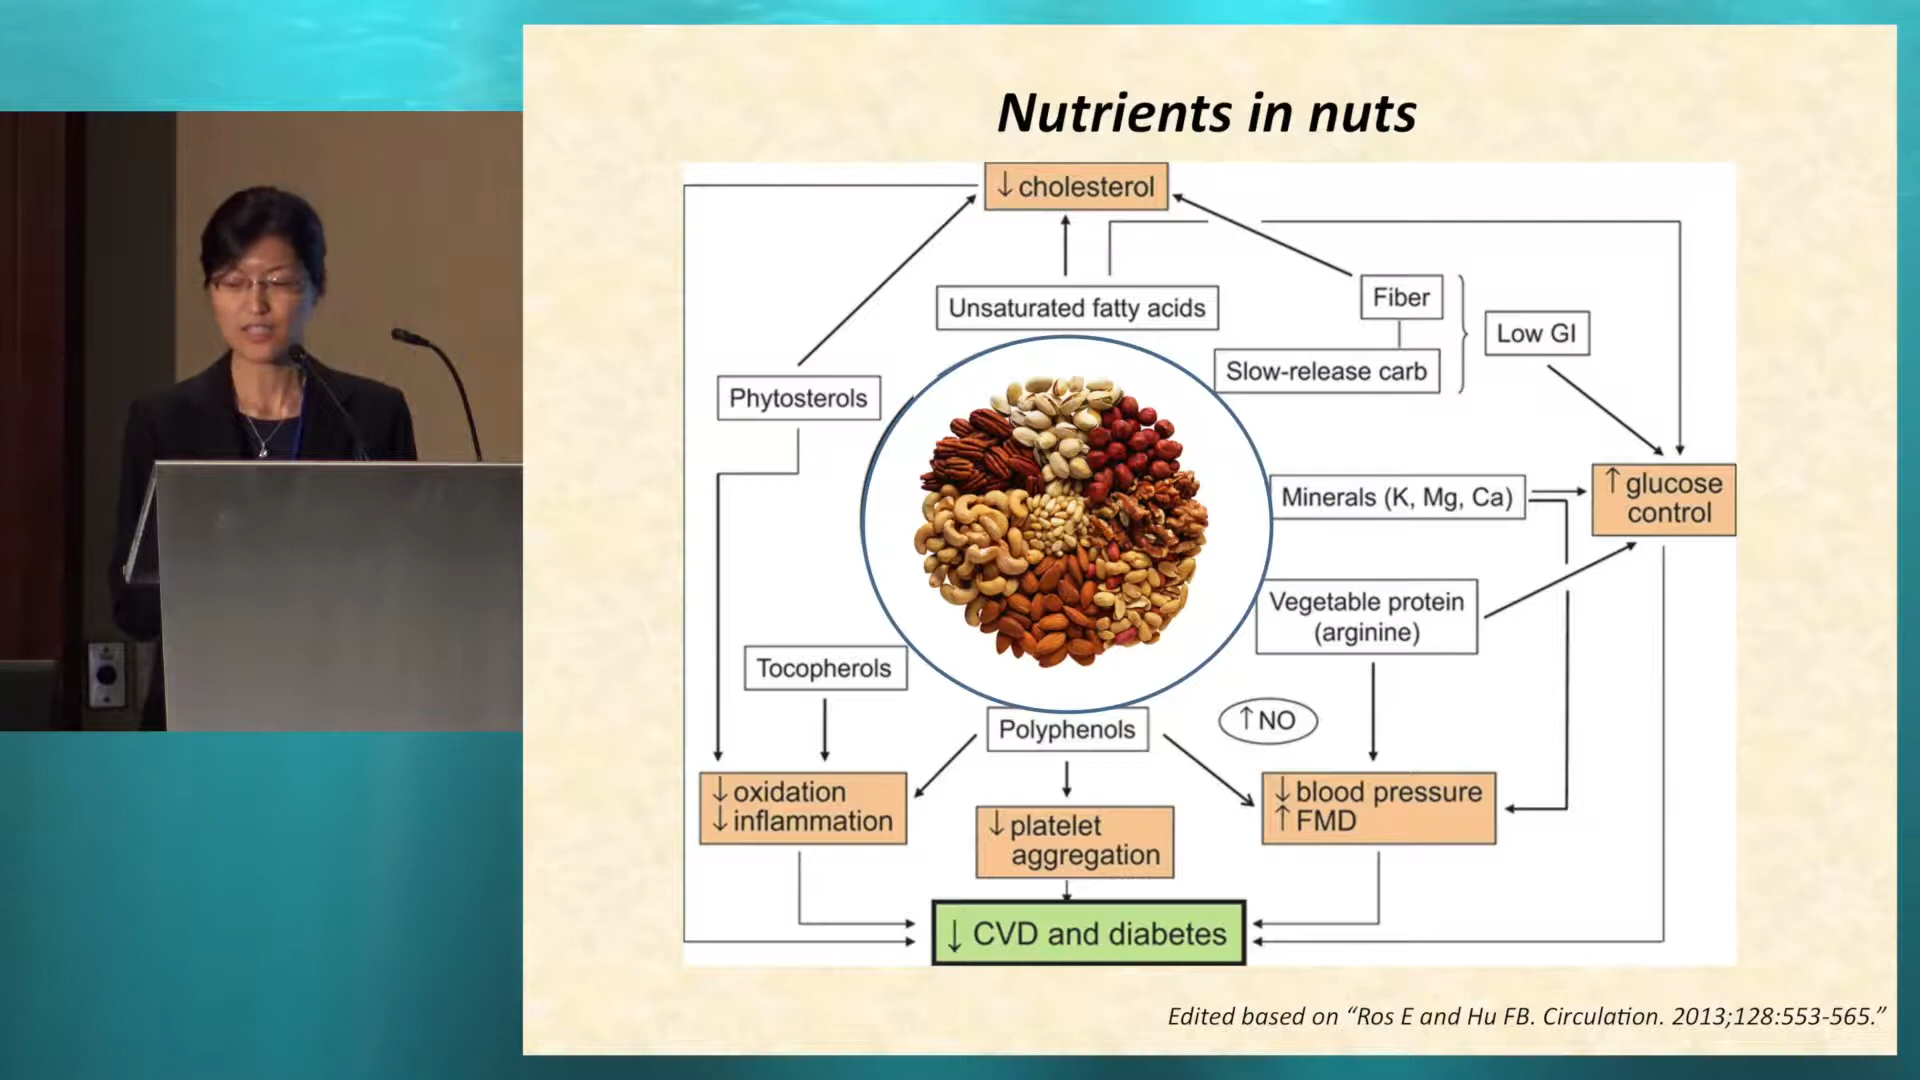 Nutrients in nuts
↓ cholesterol
Unsaturated fatty acids
Fiber
Low GI
Slow-release carb
Phytosterols
Minerals (K, Mg, Ca)
↑ glucose
control
Vegetable protein
(arginine)
Tocopherols
Polyphenols
↑ NO
↓ oxidation
↓ inflammation
↓ platelet
aggregation
↓ blood pressure
↑ FMD
↓ CVD and diabetes
Edited based on “Ros E and Hu FB. Circulation. 2013;128:553-565.”